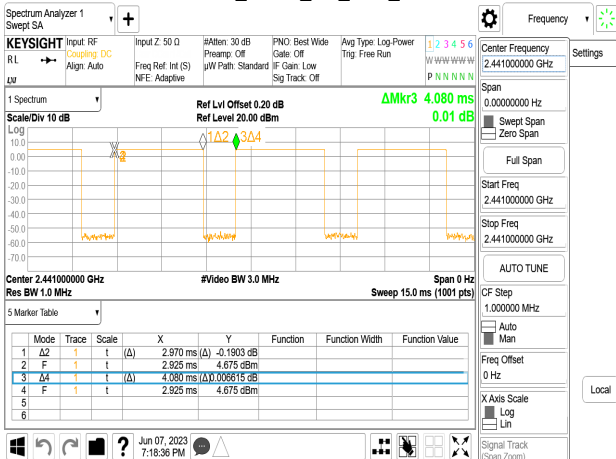 Spectrum Analyzer 1
Swept SA
+
Frequency
KEYSIGHT
RL
Input: RF
Coupling: DC
Align: Auto
Input Z: 50 Ω
Freq Ref: Int (S)
NFE: Adaptive
#Atten: 30 dB
Preamp: Off
µW Path: Standard
PNO: Best Wide
Gate: Off
IF Gain: Low
Sig Track: Off
Avg Type: Log-Power
Trig: Free Run
1 2 3 4 5 6
W W W W W W
P N N N N N
Center Frequency
2.441000000 GHz
Settings
1 Spectrum
Scale/Div 10 dB
Ref Lvl Offset 0.20 dB
Ref Level 20.00 dBm
ΔMkr3 4.080 ms
0.01 dB
Log
10.0
0.00
-10.0
-20.0
-30.0
-40.0
-50.0
-60.0
-70.0
1Δ2
3Δ4
Center 2.441000000 GHz
Res BW 1.0 MHz
#Video BW 3.0 MHz
Span 0 Hz
Sweep 15.0 ms (1001 pts)
Span
0.00000000 Hz
Swept Span
Zero Span
Full Span
Start Freq
2.441000000 GHz
Stop Freq
2.441000000 GHz
AUTO TUNE
CF Step
1.000000 MHz
Auto
Man
Freq Offset
0 Hz
X Axis Scale
Log
Lin
Signal Track
(Span Zoom)
Local
5 Marker Table
Mode Trace Scale X Y Function Function Width Function Value
1 Δ2 1 t (Δ) 2.970 ms (Δ) -0.1903 dB
2 F 1 t 2.925 ms 4.675 dBm
3 Δ4 1 t (Δ) 4.080 ms (Δ) 0.006615 dB
4 F 1 t 2.925 ms 4.675 dBm
5
6
?
Jun 07, 2023
7:18:36 PM